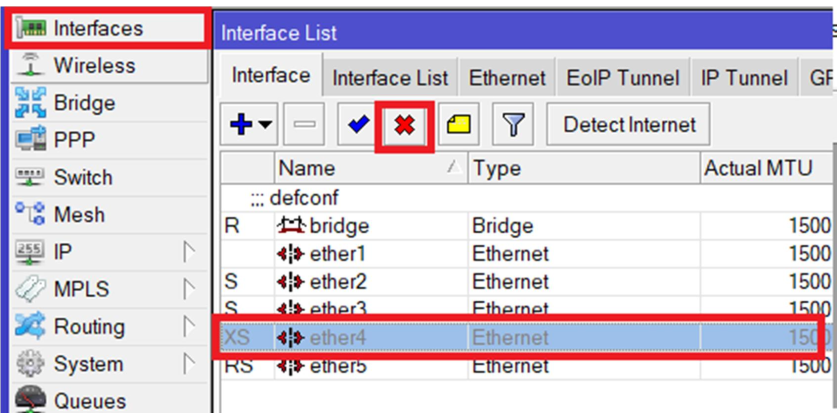 Interfaces
Wireless
Bridge
PPP
Switch
Mesh
255 IP
MPLS
Routing
System
Queues
Interface List
Interface Interface List Ethernet EoIP Tunnel IP Tunnel GR
Detect Internet
Name Type Actual MTU
::: defconf
R bridge Bridge 1500
ether1 Ethernet 1500
S ether2 Ethernet 1500
S ether3 Ethernet 1500
XS ether4 Ethernet 1500
RS ether5 Ethernet 1500